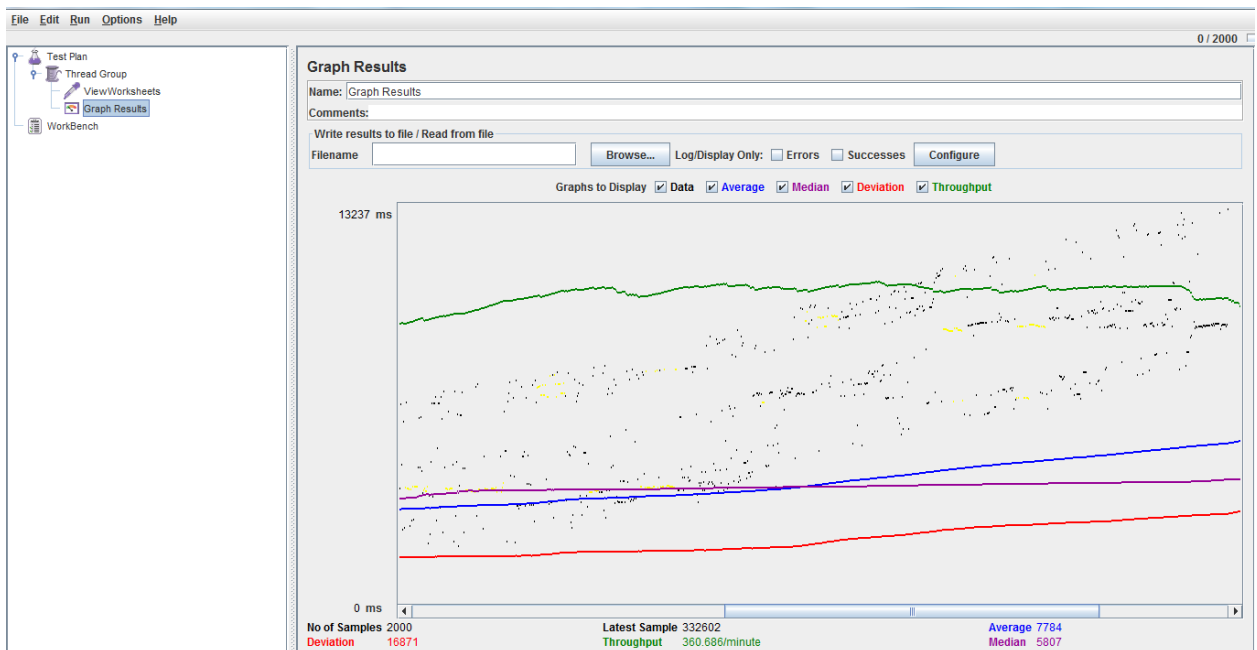 File Edit Run Options Help
0 / 2000
Test Plan
Thread Group
ViewWorksheets
Graph Results
WorkBench
Graph Results
Name: Graph Results
Comments:
Write results to file / Read from file
Filename Browse... Log/Display Only: Errors Successes Configure
Graphs to Display Data Average Median Deviation Throughput
13237 ms
0 ms
No of Samples 2000 Latest Sample 332602 Average 7784
Deviation 16871 Throughput 360.686/minute Median 5807